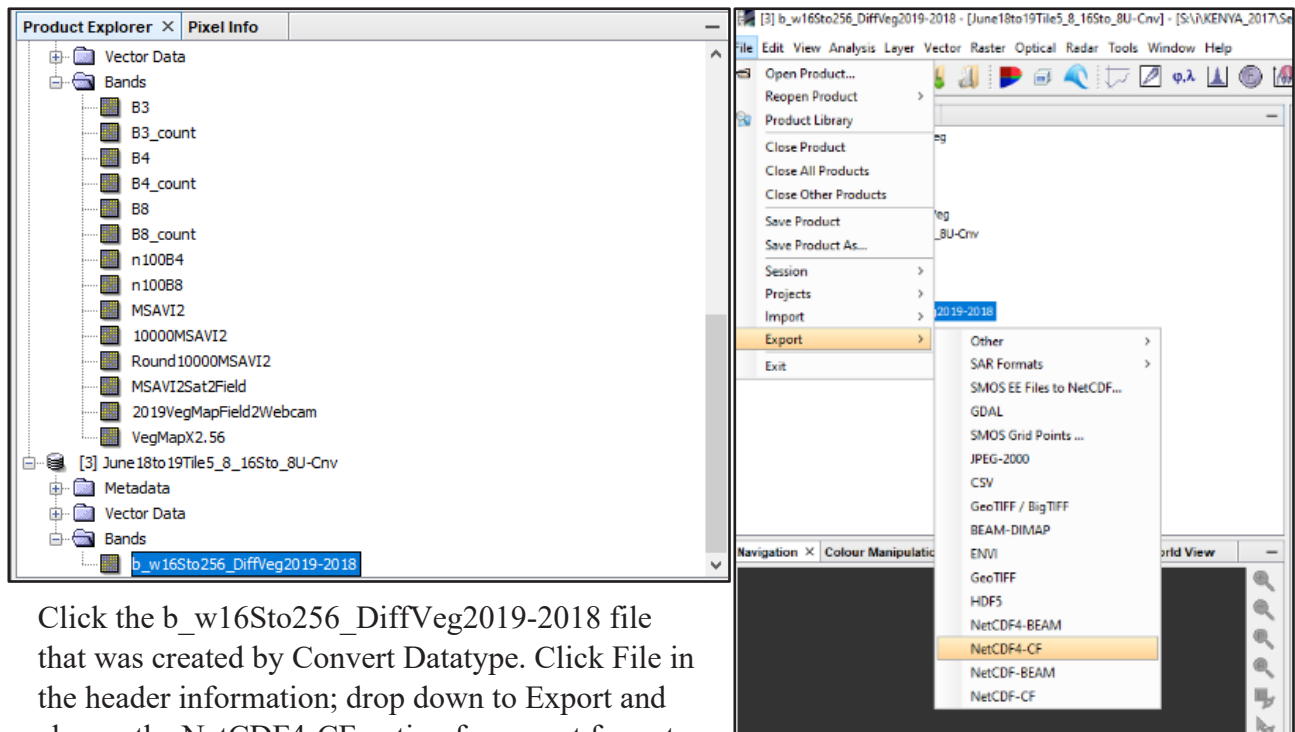 Product Explorer × Pixel Info
Vector Data
Bands
B3
B3_count
B4
B4_count
B8
B8_count
n100B4
n100B8
MSAVI2
10000MSAVI2
Round10000MSAVI2
MSAVI2Sat2Field
2019VegMapField2Webcam
VegMapX2.56
[3] June18to19Tile5_8_16Sto_8U-Cnv
Metadata
Vector Data
Bands
b_w16Sto256_DiffVeg2019-2018
[3] b_w16Sto256_DiffVeg2019-2018 - [June18to19Tile5_8_16Sto_8U-Cnv] - [S:\i\KENYA_2017\Se
File Edit View Analysis Layer Vector Raster Optical Radar Tools Window Help
Open Product...
Reopen Product
Product Library
Close Product
Close All Products
Close Other Products
Save Product
Save Product As...
Session
Projects
Import
Export
Exit
eg
eg
_8U-Cnv
2019-2018
Other
SAR Formats
SMOS EE Files to NetCDF...
GDAL
SMOS Grid Points ...
JPEG-2000
CSV
GeoTIFF / BigTIFF
BEAM-DIMAP
ENVI
GeoTIFF
HDF5
NetCDF4-BEAM
NetCDF4-CF
NetCDF-BEAM
NetCDF-CF
Navigation × Colour Manipulatio
orld View
Click the b_w16Sto256_DiffVeg2019-2018 file
that was created by Convert Datatype. Click File in
the header information; drop down to Export and